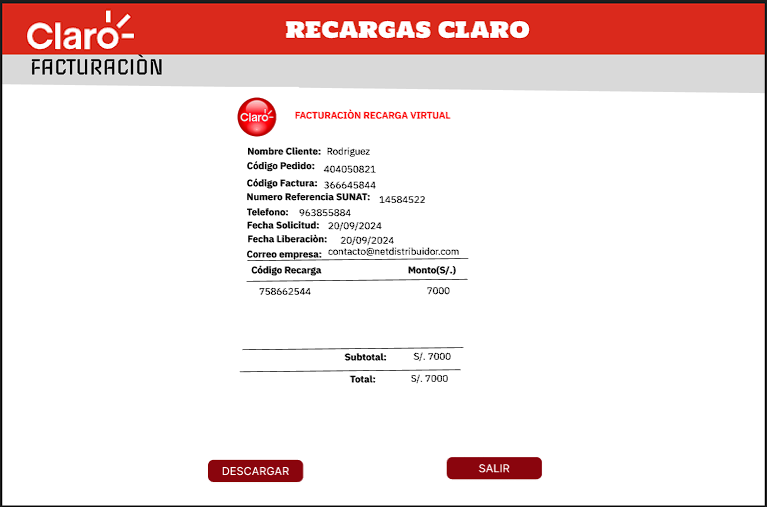 Claro
RECARGAS CLARO
FACTURACIÒN
Claro
FACTURACIÒN RECARGA VIRTUAL
Nombre Cliente: Rodriguez
Código Pedido: 404050821
Código Factura: 366645844
Numero Referencia SUNAT: 14584522
Telefono: 963855884
Fecha Solicitud: 20/09/2024
Fecha Liberaciòn: 20/09/2024
Correo empresa: contacto@netdistribuidor.com
Código Recarga Monto(S/.)
758662544 7000
Subtotal: S/. 7000
Total: S/. 7000
DESCARGAR SALIR